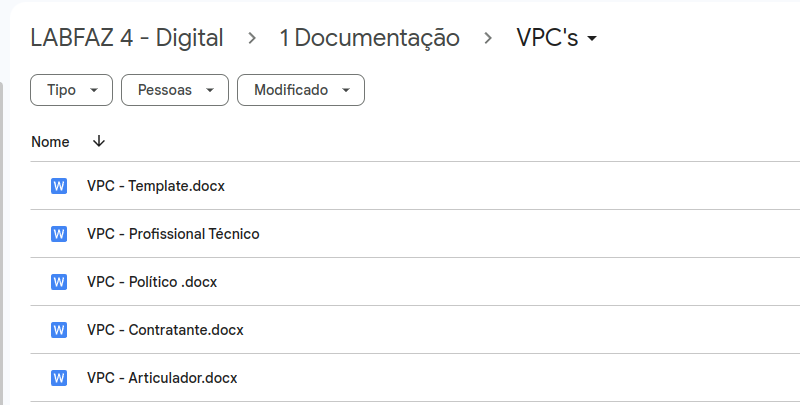 LABFAZ 4 - Digital > 1 Documentação > VPC's
Tipo Pessoas Modificado
Nome
VPC - Template.docx
VPC - Profissional Técnico
VPC - Político .docx
VPC - Contratante.docx
VPC - Articulador.docx